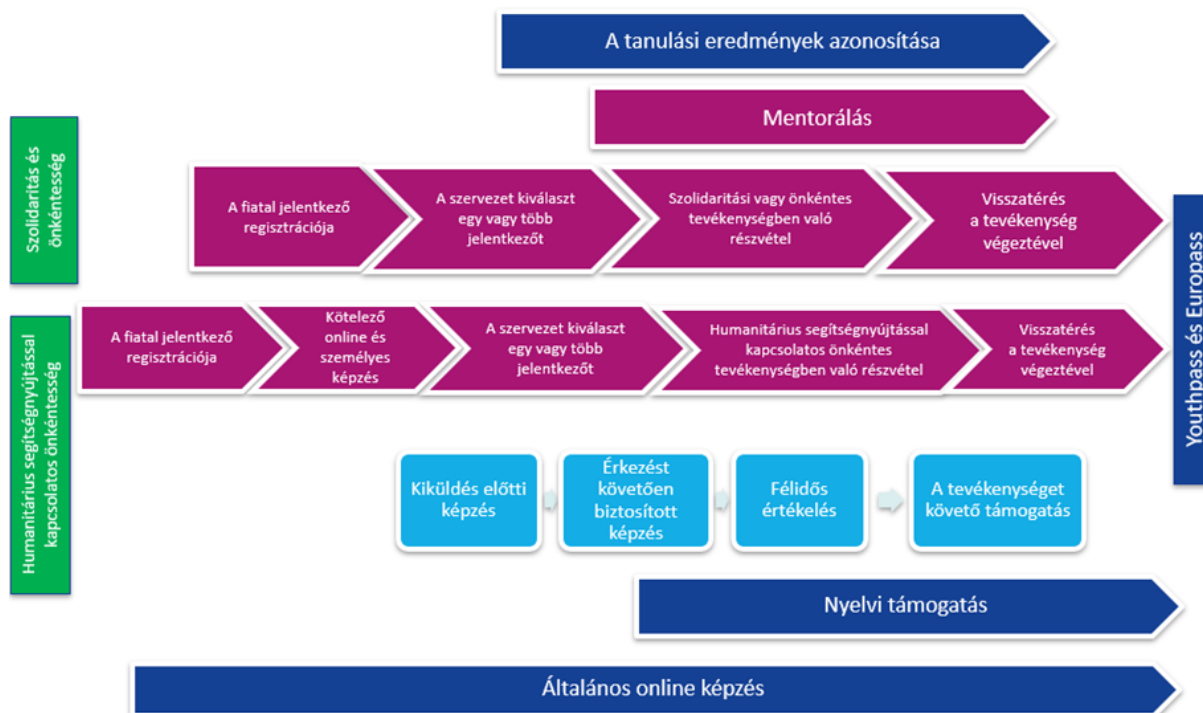 A tanulási eredmények azonosítása
Mentorálás
Szolidaritás és
önkéntesség
A fiatal jelentkező
regisztrációja
A szervezet kiválaszt
egy vagy több
jelentkezőt
Szolidaritási vagy önkéntes
tevékenységben való
részvétel
Visszatérés
a tevékenység
végeztével
Humanitárius segítségnyújtással
kapcsolatos önkéntesség
A fiatal jelentkező
regisztrációja
Kötelező
online és
személyes
képzés
A szervezet kiválaszt
egy vagy több
jelentkezőt
Humanitárius segítségnyújtással
kapcsolatos önkéntes
tevékenységben való részvétel
Visszatérés
a tevékenység
végeztével
Youthpass és Europass
Kiküldés előtti
képzés
Érkezést
követően
biztosított
képzés
Félidős
értékelés
A tevékenységet
követő támogatás
Nyelvi támogatás
Általános online képzés